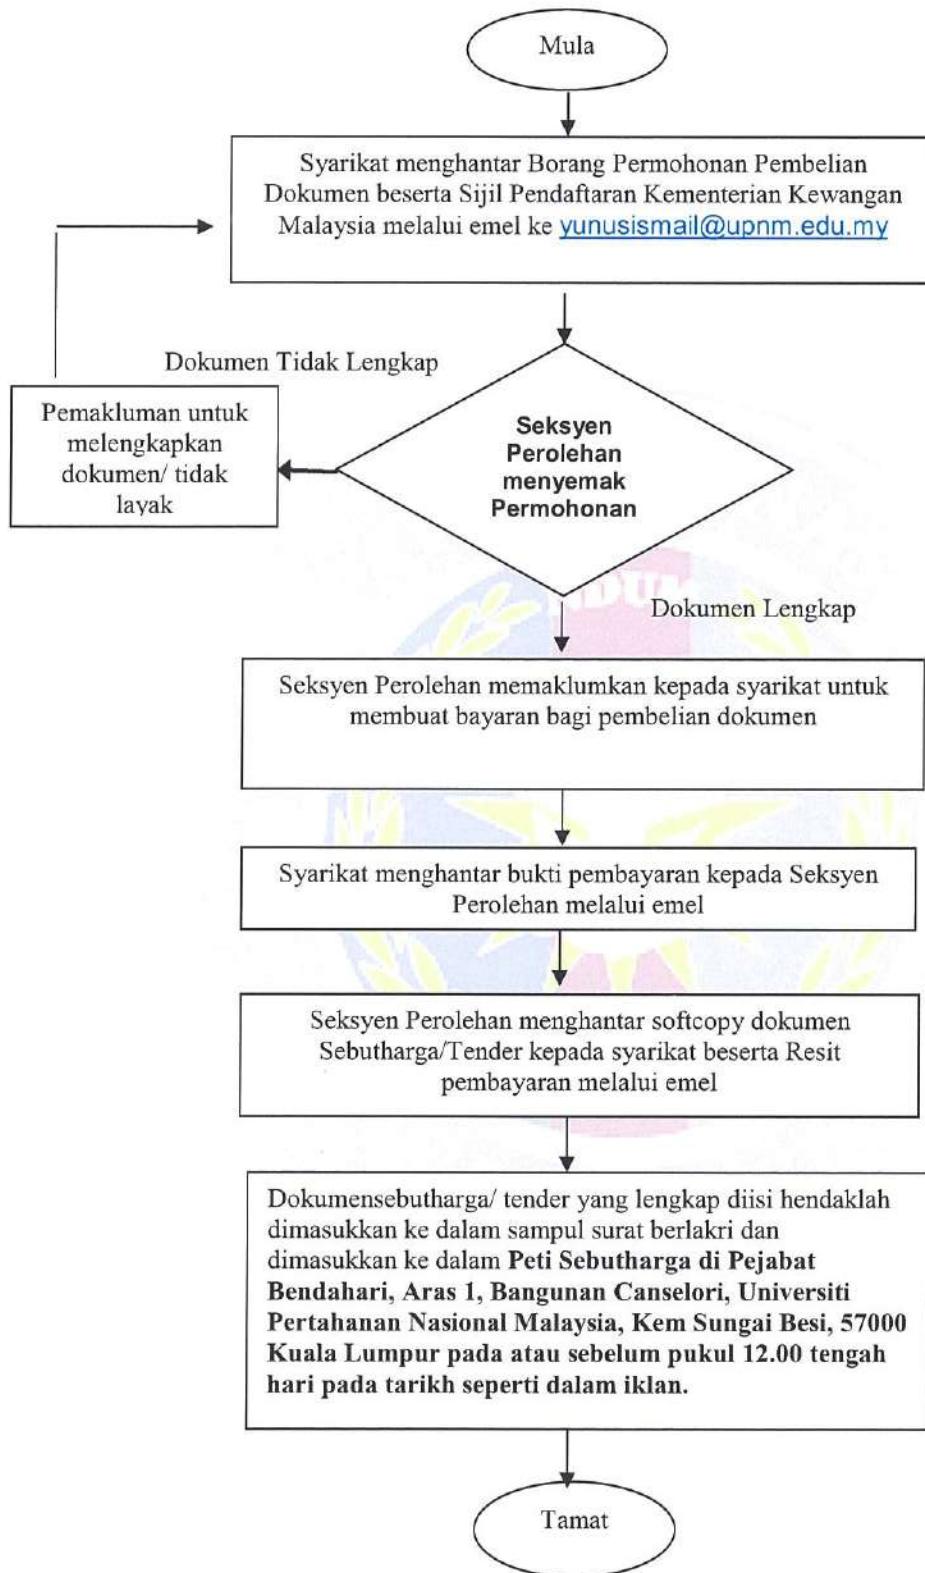 Mula
Syarikat menghantar Borang Permohonan Pembelian
Dokumen beserta Sijil Pendaftaran Kementerian Kewangan
Malaysia melalui emel ke yunusismail@upnm.edu.my
Dokumen Tidak Lengkap
Pemakluman untuk
melengkapkan
dokumen/ tidak
layak
Seksyen
Perolehan
menyemak
Permohonan
NDUM
Dokumen Lengkap
Seksyen Perolehan memaklumkan kepada syarikat untuk
membuat bayaran bagi pembelian dokumen
Syarikat menghantar bukti pembayaran kepada Seksyen
Perolehan melalui emel
Seksyen Perolehan menghantar softcopy dokumen
Sebutharga/Tender kepada syarikat beserta Resit
pembayaran melalui emel
Dokumensebutharga/ tender yang lengkap diisi hendaklah
dimasukkan ke dalam sampul surat berlakri dan
dimasukkan ke dalam Peti Sebutharga di Pejabat
Bendahari, Aras 1, Bangunan Canselori, Universiti
Pertahanan Nasional Malaysia, Kem Sungai Besi, 57000
Kuala Lumpur pada atau sebelum pukul 12.00 tengah
hari pada tarikh seperti dalam iklan.
Tamat